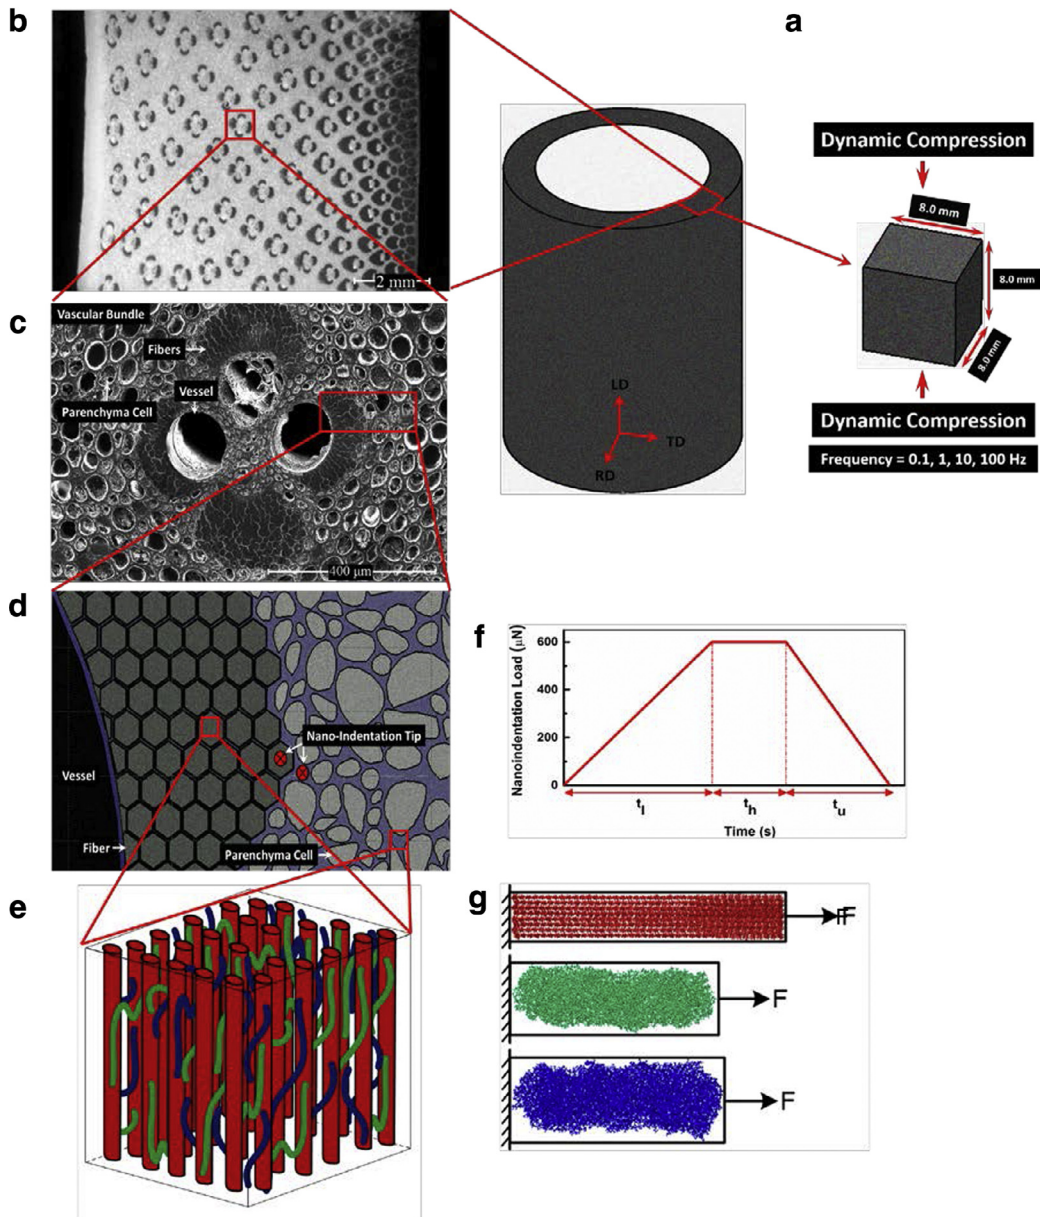 b
2 mm
a
Dynamic Compression
8.0 mm
8.0 mm
8.0 mm
Dynamic Compression
Frequency = 0.1, 1, 10, 100 Hz
LD
TD
RD
c
Vascular Bundle
Fibers
Vessel
Parenchyma Cell
400 µm
d
Nano-Indentation Tip
Vessel
Fiber
Parenchyma Cell
f
Nanoindentation Load (µN)
600
400
200
0
t_l
t_h
t_u
Time (s)
e
g
F
F
F